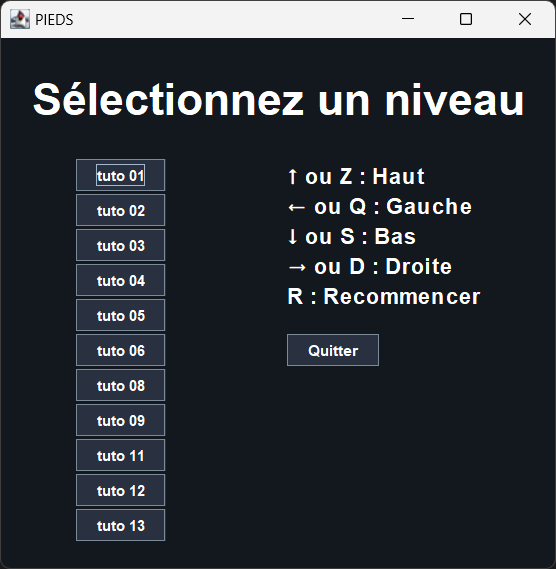 PIEDS
Sélectionnez un niveau
tuto 01
tuto 02
tuto 03
tuto 04
tuto 05
tuto 06
tuto 08
tuto 09
tuto 11
tuto 12
tuto 13
↑ ou Z : Haut
← ou Q : Gauche
↓ ou S : Bas
→ ou D : Droite
R : Recommencer
Quitter